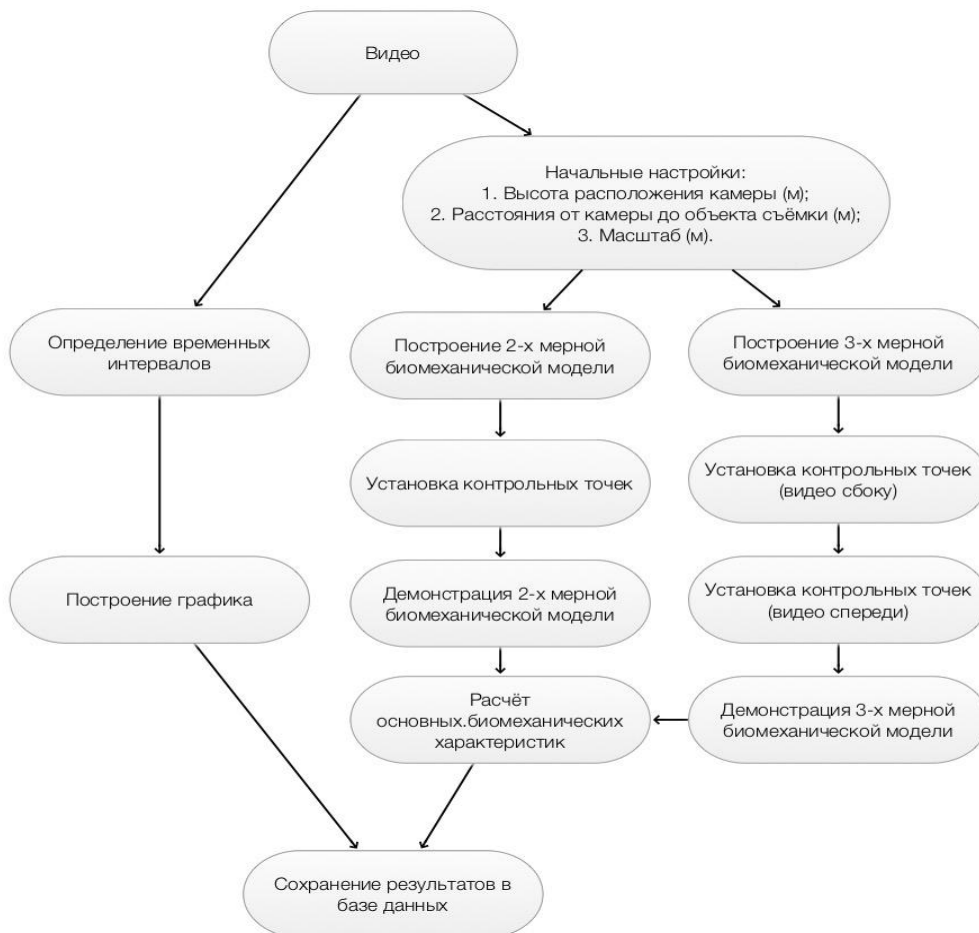 Видео
Начальные настройки:
1. Высота расположения камеры (м);
2. Расстояния от камеры до объекта съёмки (м);
3. Масштаб (м).
Определение временных
интервалов
Построение 2-х мерной
биомеханической модели
Построение 3-х мерной
биомеханической модели
Установка контрольных точек
Установка контрольных точек
(видео сбоку)
Построение графика
Демонстрация 2-х мерной
биомеханической модели
Установка контрольных точек
(видео спереди)
Расчёт
основных.биомеханических
характеристик
Демонстрация 3-х мерной
биомеханической модели
Сохранение результатов в
базе данных